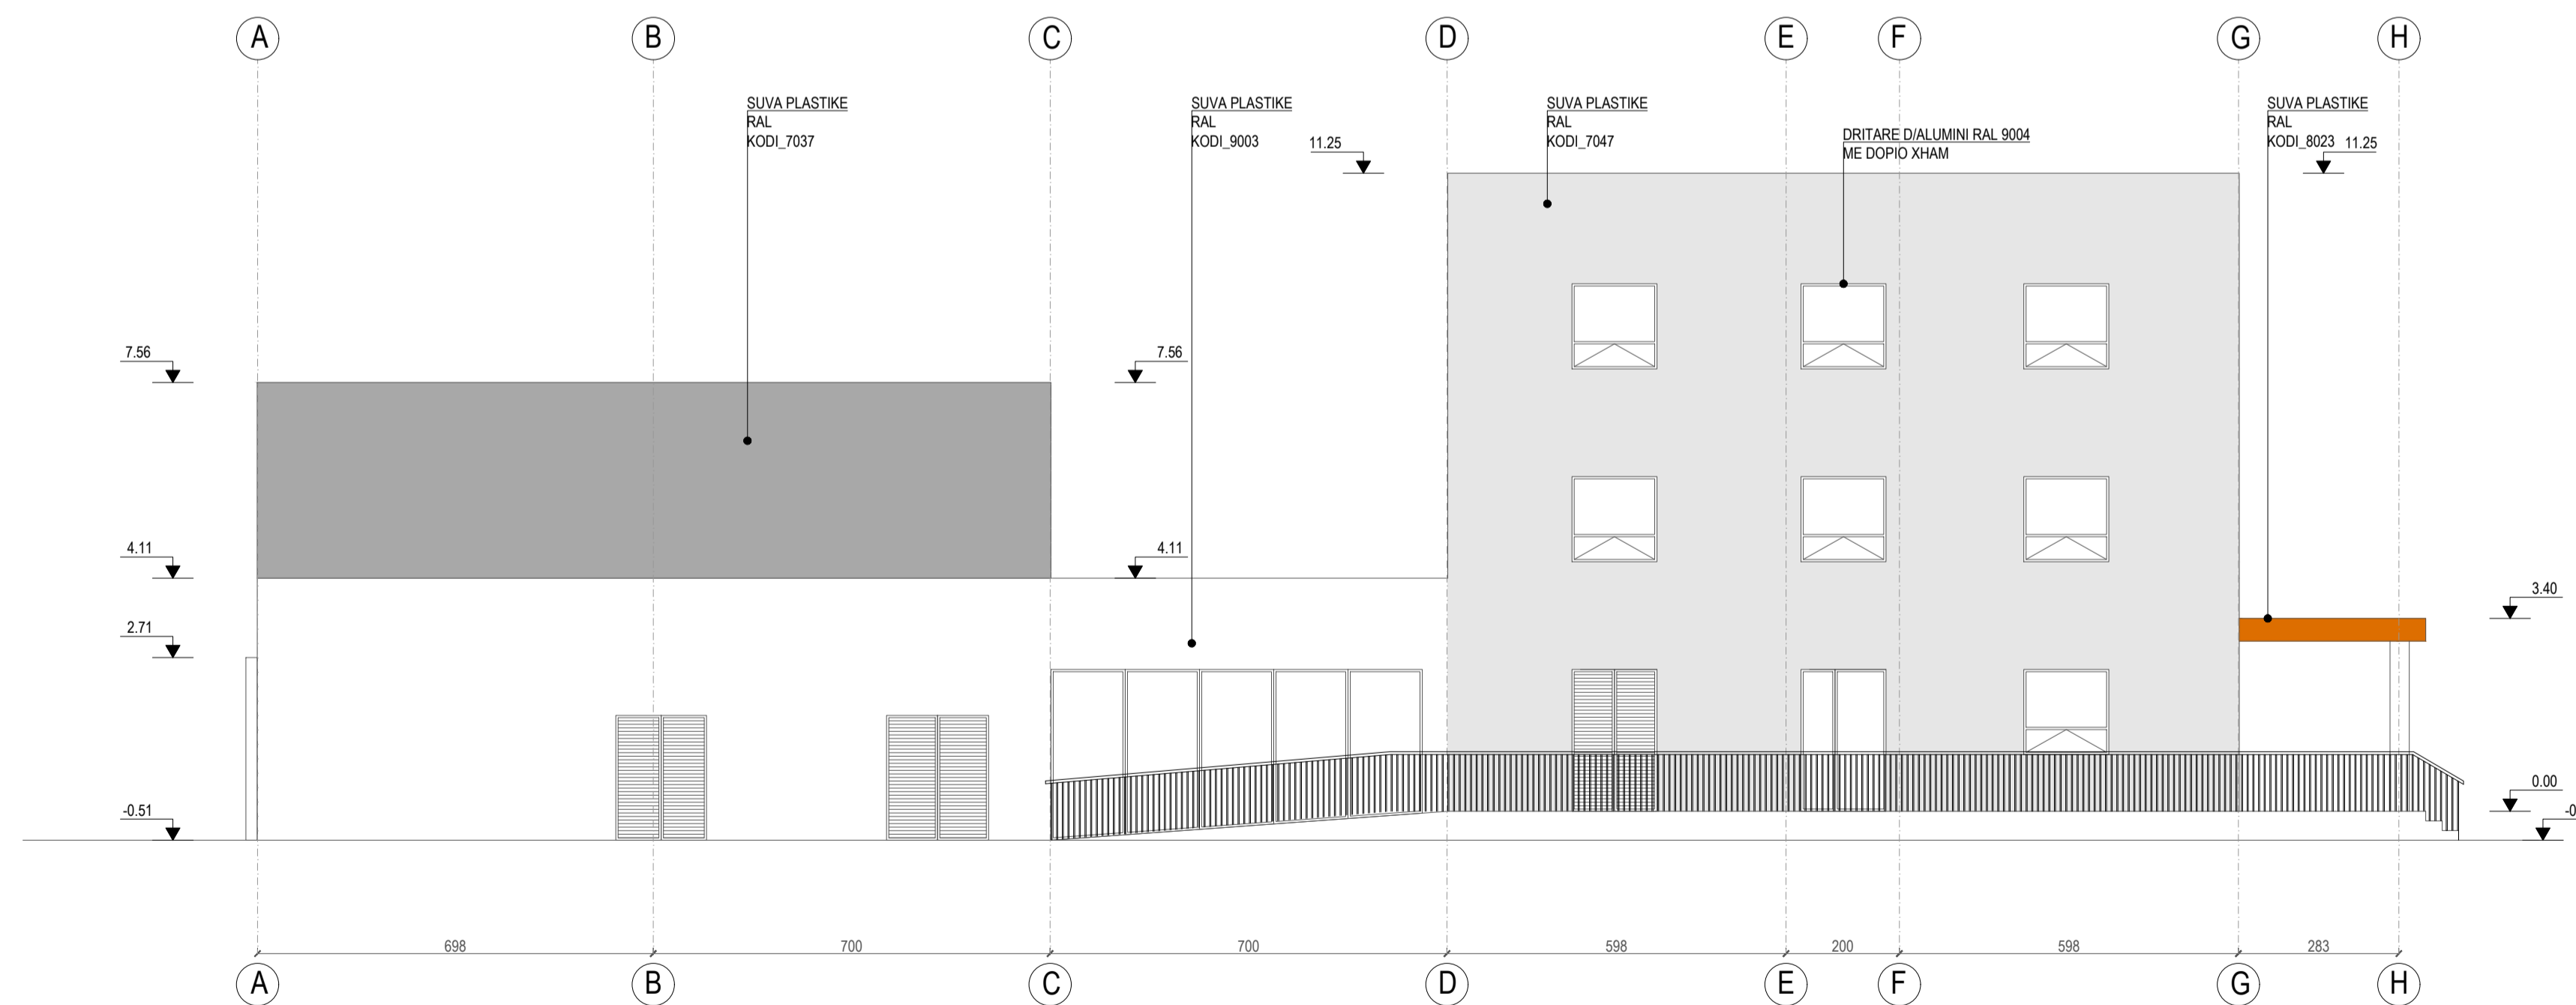 A B C D E F G H
SUVA PLASTIKE
RAL
KODI_7037
SUVA PLASTIKE
RAL
KODI_9003
11.25
SUVA PLASTIKE
RAL
KODI_7047
DRITARE D/ALUMINI RAL 9004
ME DOPIO XHAM
SUVA PLASTIKE
RAL
KODI_8023
11.25
7.56
7.56
4.11
4.11
2.71
3.40
-0.51
0.00
-0
698 700 700 598 200 598 283
A B C D E F G H